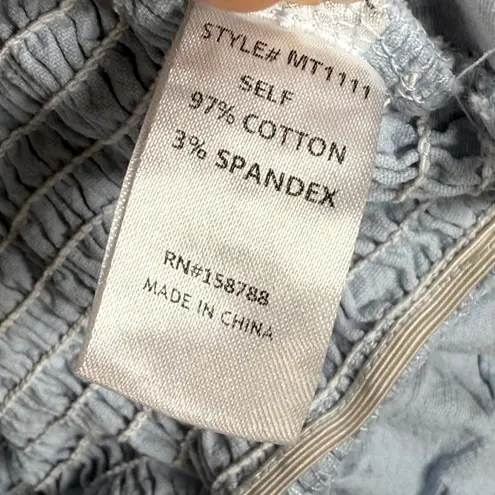 STYLE# MT1111
SELF
97% COTTON
3% SPANDEX
RN#158788
MADE IN CHINA